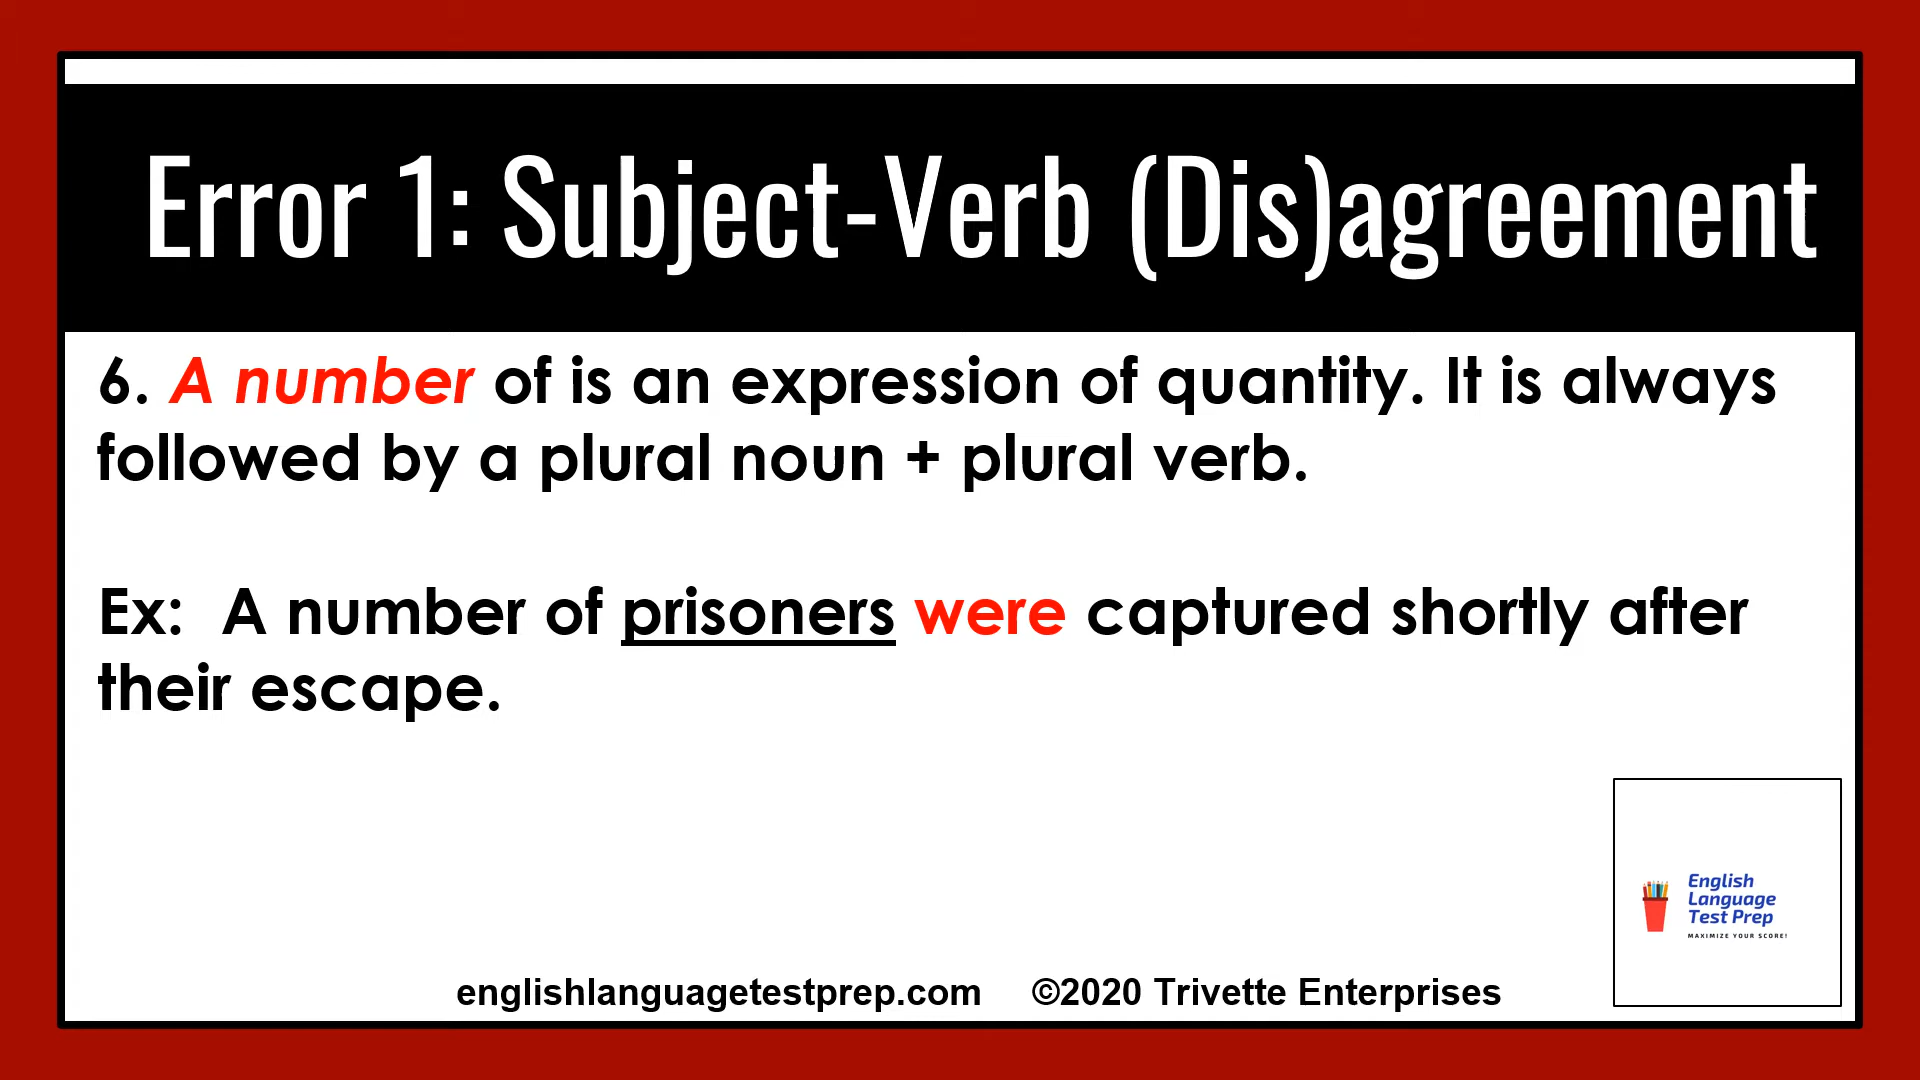 Error 1: Subject-Verb (Dis)agreement
6. A number of is an expression of quantity. It is always
followed by a plural noun + plural verb.
Ex: A number of prisoners were captured shortly after
their escape.
English
Language
Test Prep
MAXIMIZE YOUR SCORE!
englishlanguagetestprep.com ©2020 Trivette Enterprises